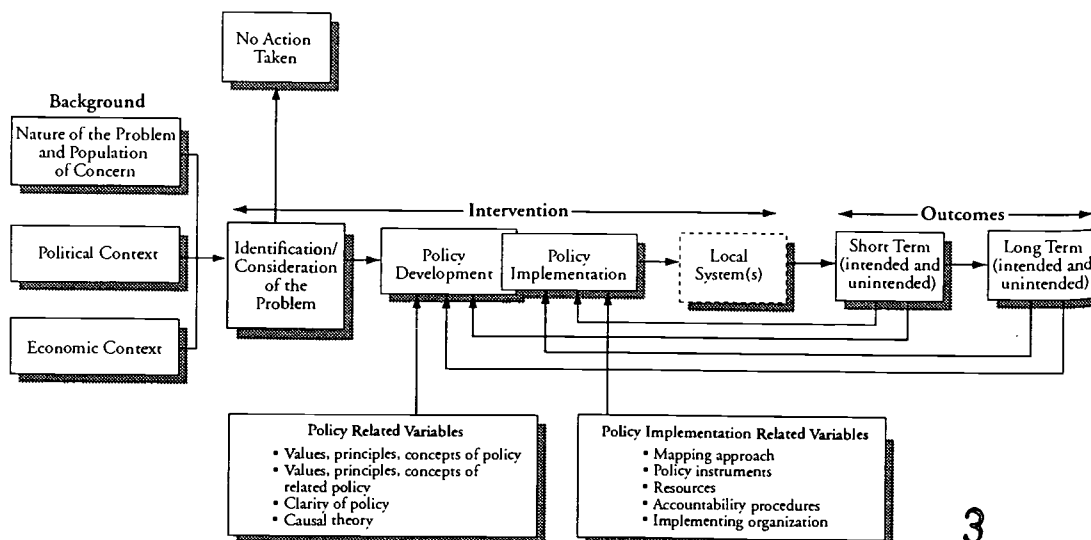 No Action
Taken
Background
Nature of the Problem
and Population
of Concern
Political Context
Economic Context
Intervention
Identification/
Consideration
of the
Problem
Policy
Development
Policy
Implementation
Local
System(s)
Outcomes
Short Term
(intended and
unintended)
Long Term
(intended and
unintended)
Policy Related Variables
▪ Values, principles, concepts of policy
▪ Values, principles, concepts of
related policy
▪ Clarity of policy
▪ Causal theory
Policy Implementation Related Variables
▪ Mapping approach
▪ Policy instruments
▪ Resources
▪ Accountability procedures
▪ Implementing organization
3